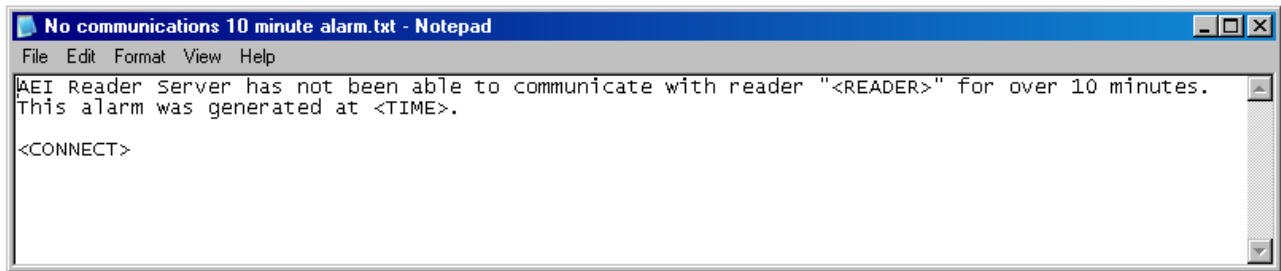 No communications 10 minute alarm.txt - Notepad
File Edit Format View Help
AEI Reader Server has not been able to communicate with reader "<READER>" for over 10 minutes.
This alarm was generated at <TIME>.
<CONNECT>